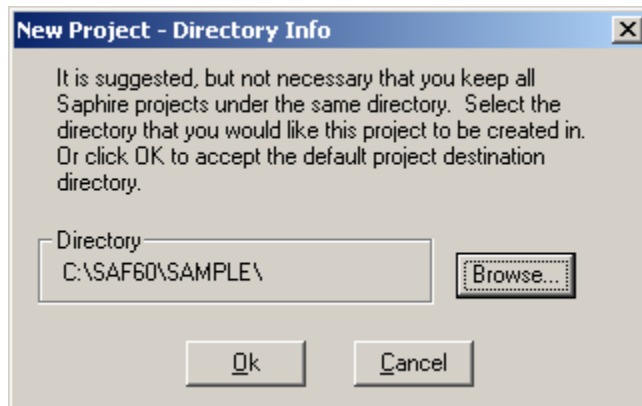 New Project - Directory Info
It is suggested, but not necessary that you keep all
Saphire projects under the same directory.  Select the
directory that you would like this project to be created in.
Or click OK to accept the default project destination
directory.
Directory
C:\SAF60\SAMPLE\
Browse...
Ok
Cancel